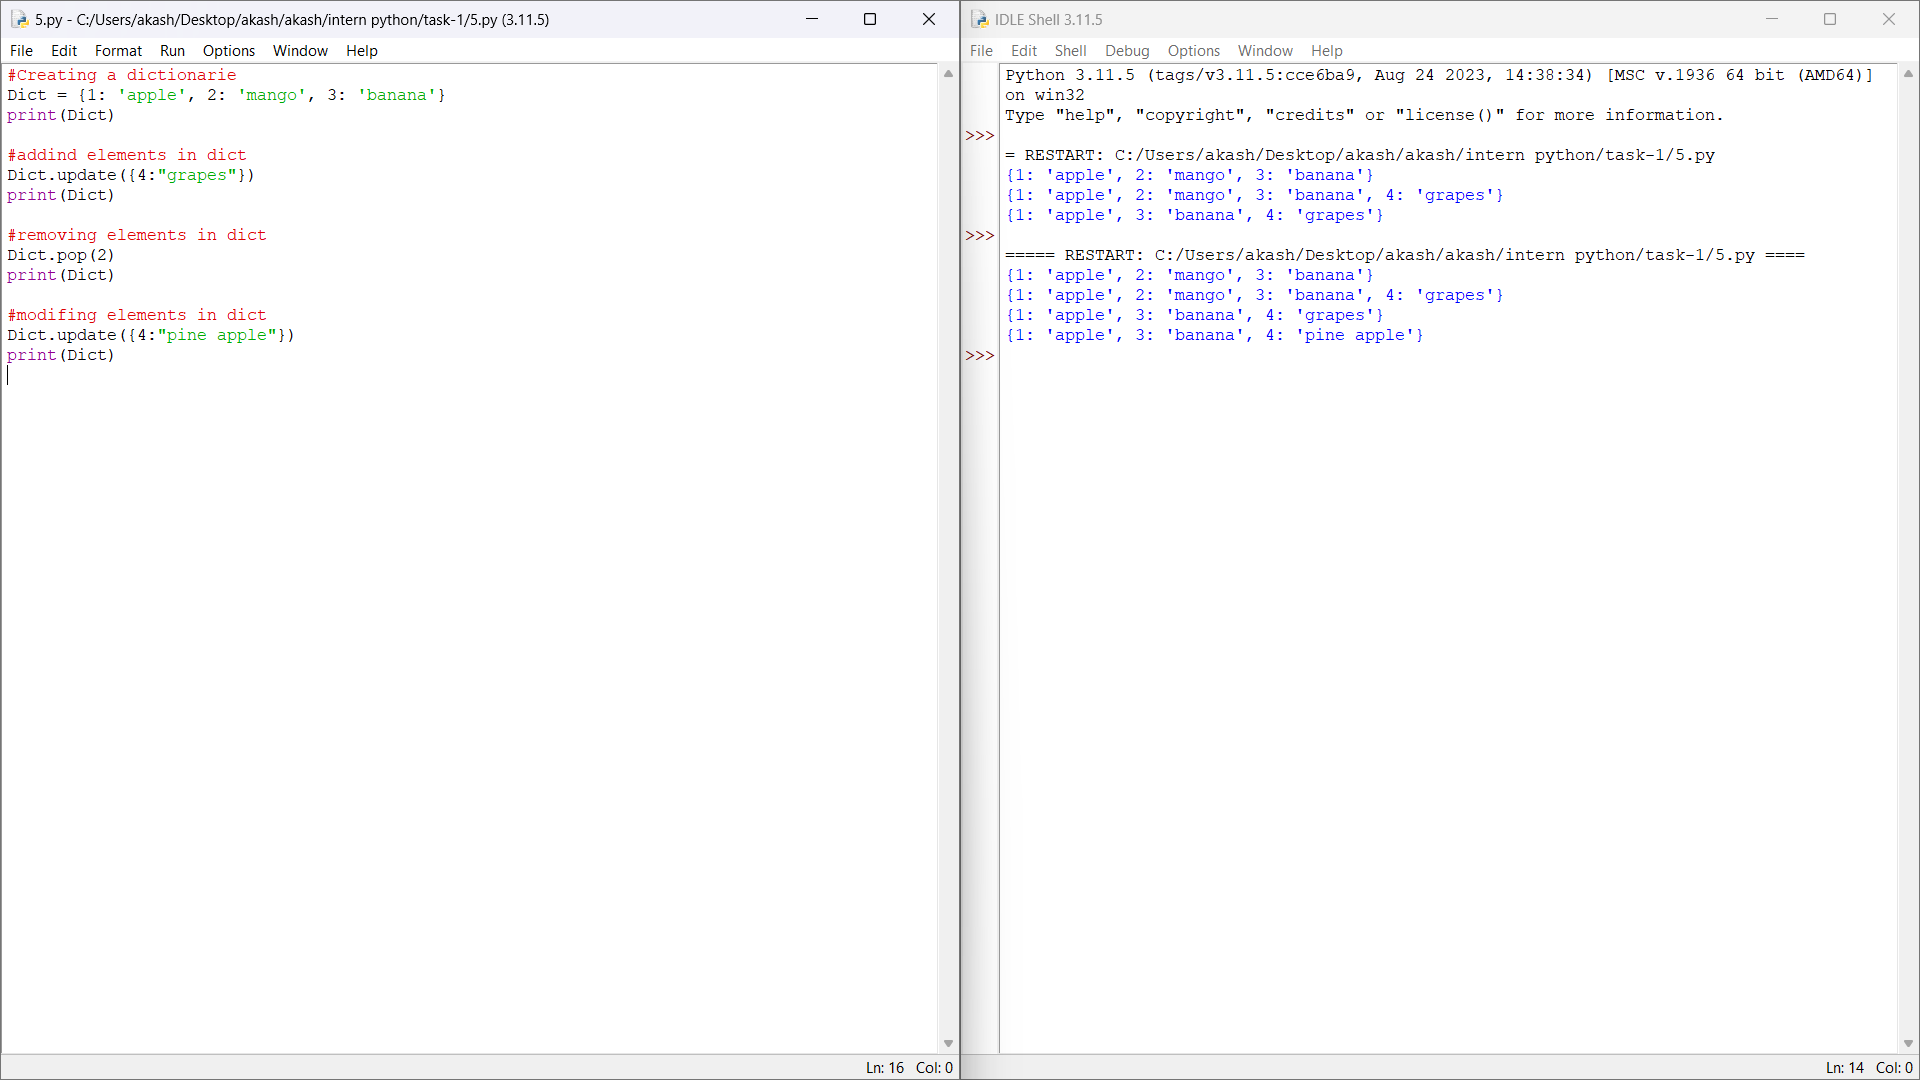 5.py - C:/Users/akash/Desktop/akash/akash/intern python/task-1/5.py (3.11.5)
File Edit Format Run Options Window Help
#Creating a dictionarie
Dict = {1: 'apple', 2: 'mango', 3: 'banana'}
print(Dict)
#addind elements in dict
Dict.update({4:"grapes"})
print(Dict)
#removing elements in dict
Dict.pop(2)
print(Dict)
#modifing elements in dict
Dict.update({4:"pine apple"})
print(Dict)
Ln: 16 Col: 0
IDLE Shell 3.11.5
File Edit Shell Debug Options Window Help
Python 3.11.5 (tags/v3.11.5:cce6ba9, Aug 24 2023, 14:38:34) [MSC v.1936 64 bit (AMD64)]
on win32
Type "help", "copyright", "credits" or "license()" for more information.
>>>
= RESTART: C:/Users/akash/Desktop/akash/akash/intern python/task-1/5.py
{1: 'apple', 2: 'mango', 3: 'banana'}
{1: 'apple', 2: 'mango', 3: 'banana', 4: 'grapes'}
{1: 'apple', 3: 'banana', 4: 'grapes'}
>>>
===== RESTART: C:/Users/akash/Desktop/akash/akash/intern python/task-1/5.py ====
{1: 'apple', 2: 'mango', 3: 'banana'}
{1: 'apple', 2: 'mango', 3: 'banana', 4: 'grapes'}
{1: 'apple', 3: 'banana', 4: 'grapes'}
{1: 'apple', 3: 'banana', 4: 'pine apple'}
>>>
Ln: 14 Col: 0